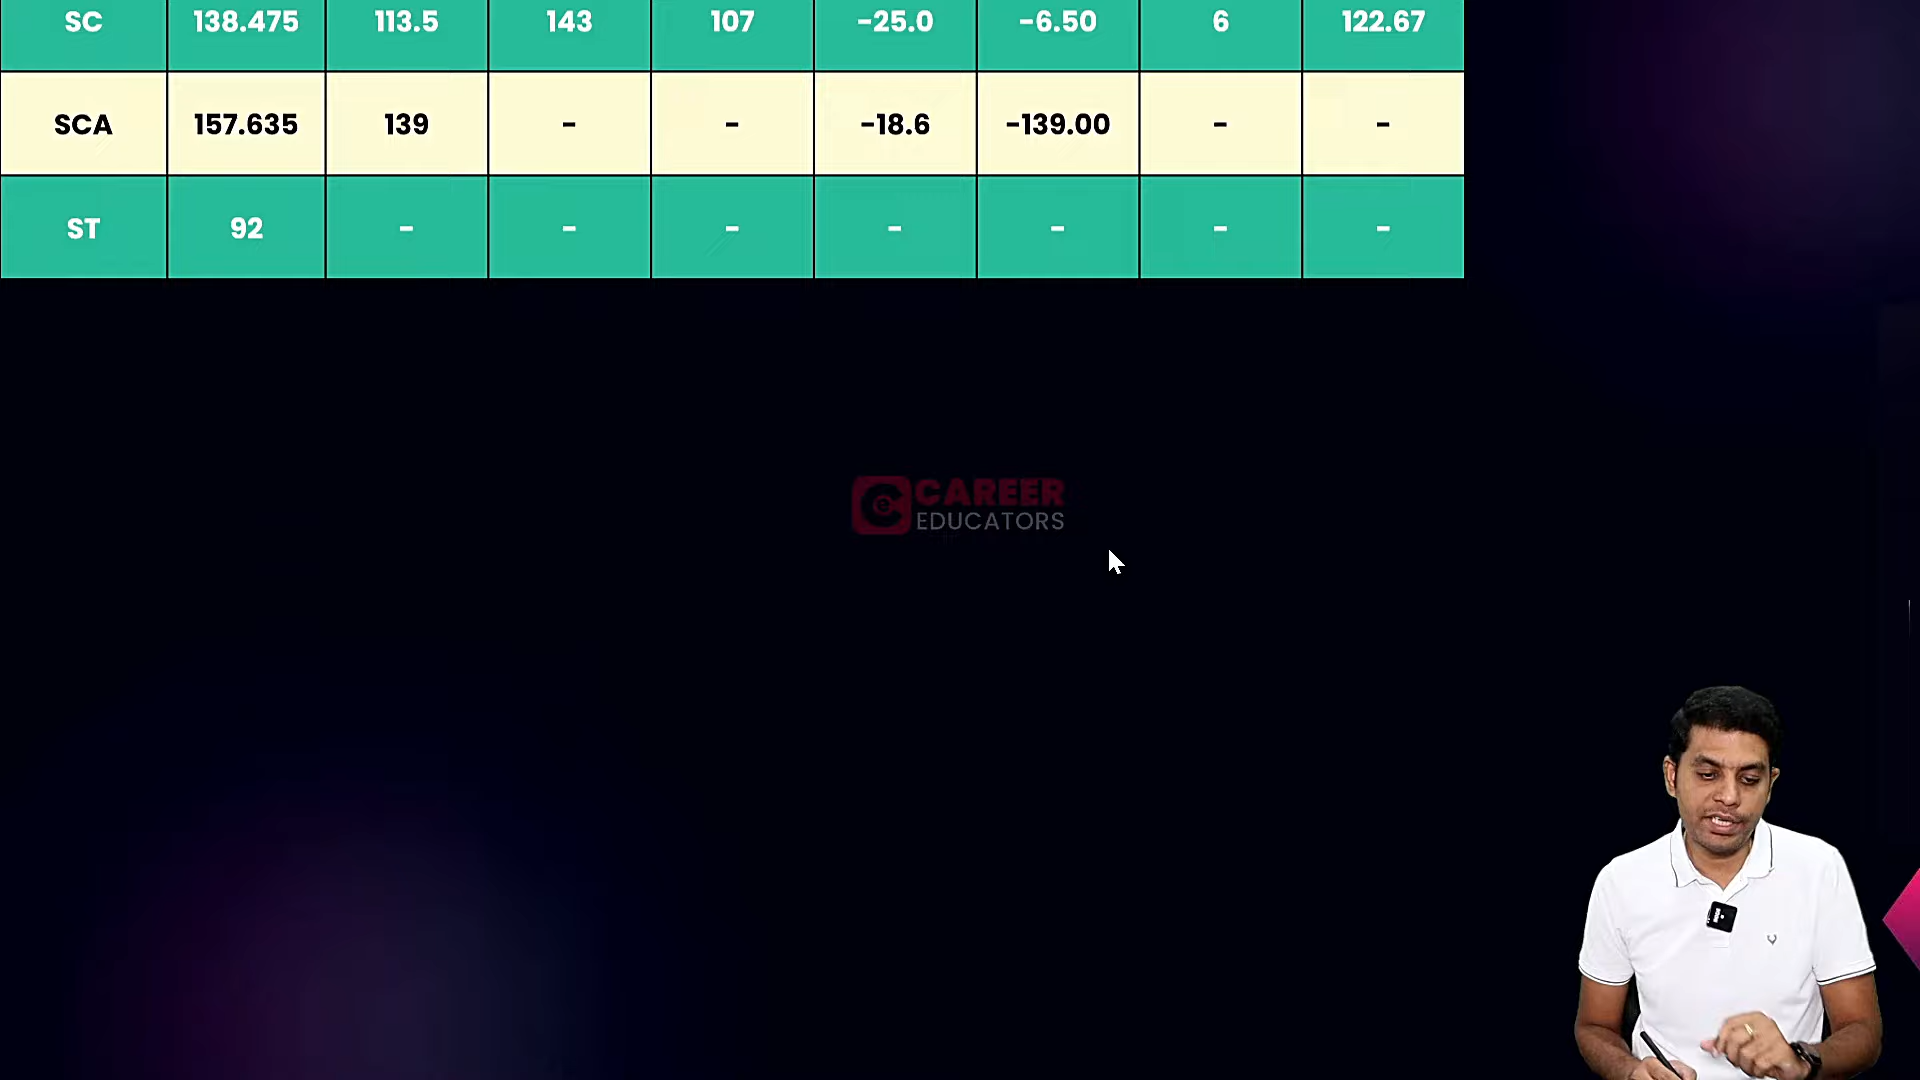 SC 138.475 113.5 143 107 -25.0 -6.50 6 122.67
SCA 157.635 139 - - -18.6 -139.00 - -
ST 92 - - - - - - -
CAREER
EDUCATORS